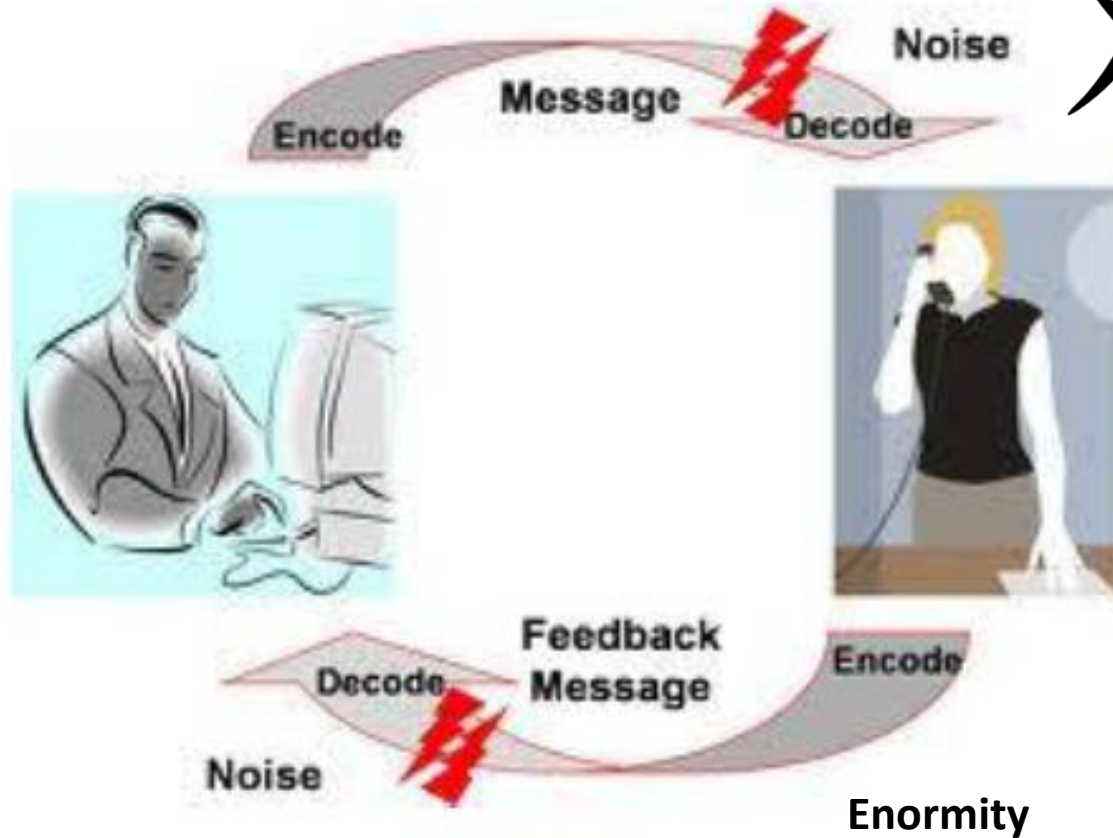 Noise
Message
Encode
Decode
Feedback
Message
Encode
Decode
Noise
Enormity